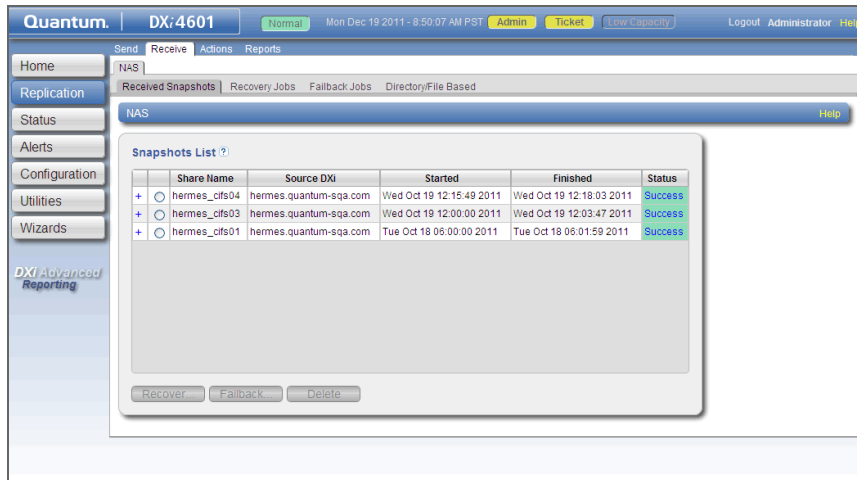 Quantum. DXi4601 Normal Mon Dec 19 2011 - 8:50:07 AM PST Admin Ticket Low Capacity Logout Administrator Help
Send Receive Actions Reports
Home
Replication
Status
Alerts
Configuration
Utilities
Wizards
DXi Advanced
Reporting
NAS
Received Snapshots Recovery Jobs Failback Jobs Directory/File Based
NAS Help
Snapshots List ?
Share Name Source DXi Started Finished Status
+ hermes_cifs04 hermes.quantum-sqa.com Wed Oct 19 12:15:49 2011 Wed Oct 19 12:18:03 2011 Success
+ hermes_cifs03 hermes.quantum-sqa.com Wed Oct 19 12:00:00 2011 Wed Oct 19 12:03:47 2011 Success
+ hermes_cifs01 hermes.quantum-sqa.com Tue Oct 18 06:00:00 2011 Tue Oct 18 06:01:59 2011 Success
Recover... Failback... Delete